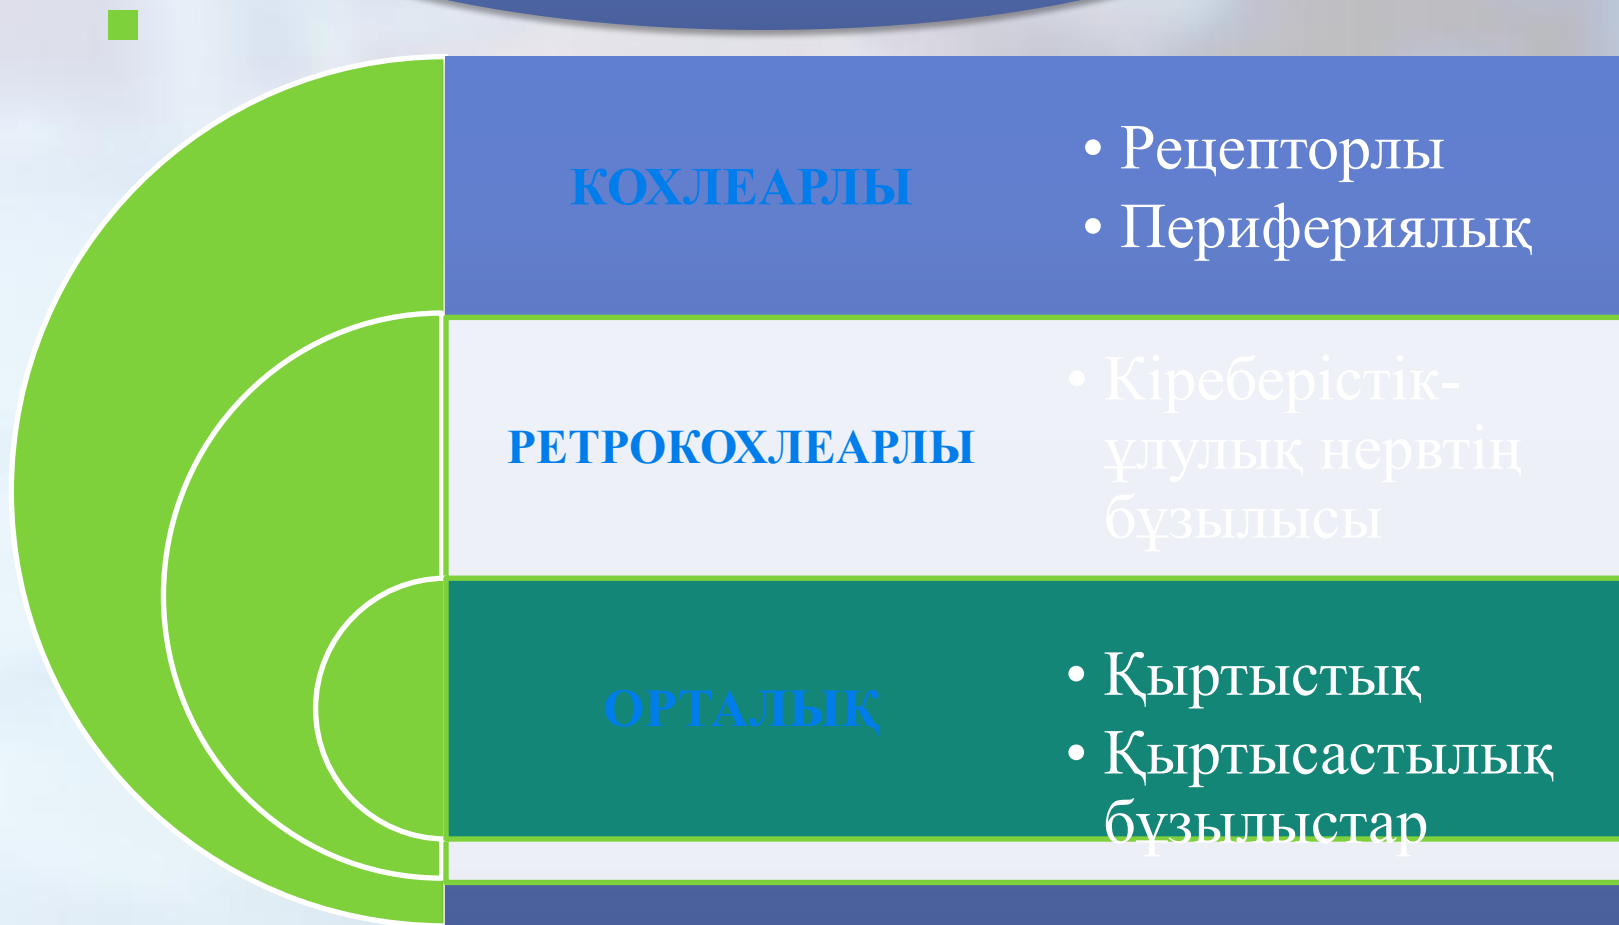 КОХЛЕАРЛЫ
• Рецепторлы
• Перифериялық
РЕТРОКОХЛЕАРЛЫ
• Кіреберістік-
ұлулық нервтің
бұзылысы
ОРТАЛЫҚ
• Қыртыстық
• Қыртысастылық
бұзылыстар